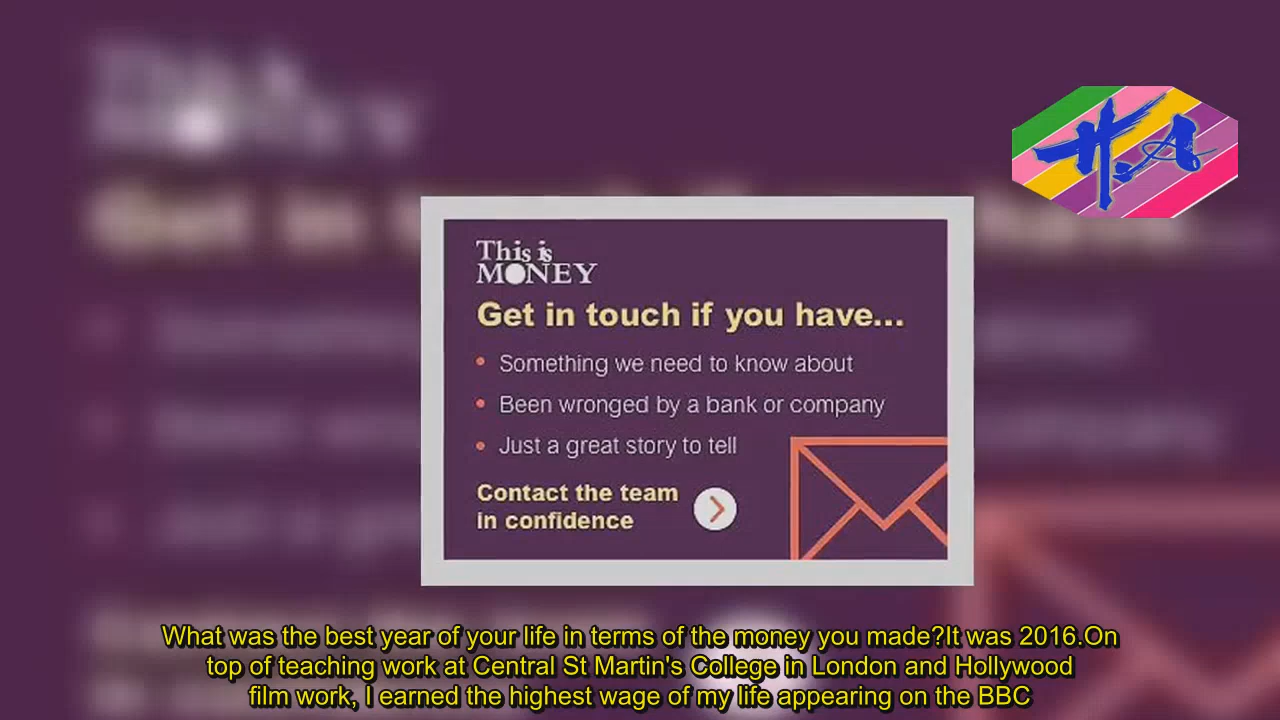 H.A
This is
MONEY
Get in touch if you have...
Something we need to know about
Been wronged by a bank or company
Just a great story to tell
Contact the team
in confidence
What was the best year of your life in terms of the money you made?It was 2016.On
top of teaching work at Central St Martin's College in London and Hollywood
film work, I earned the highest wage of my life appearing on the BBC